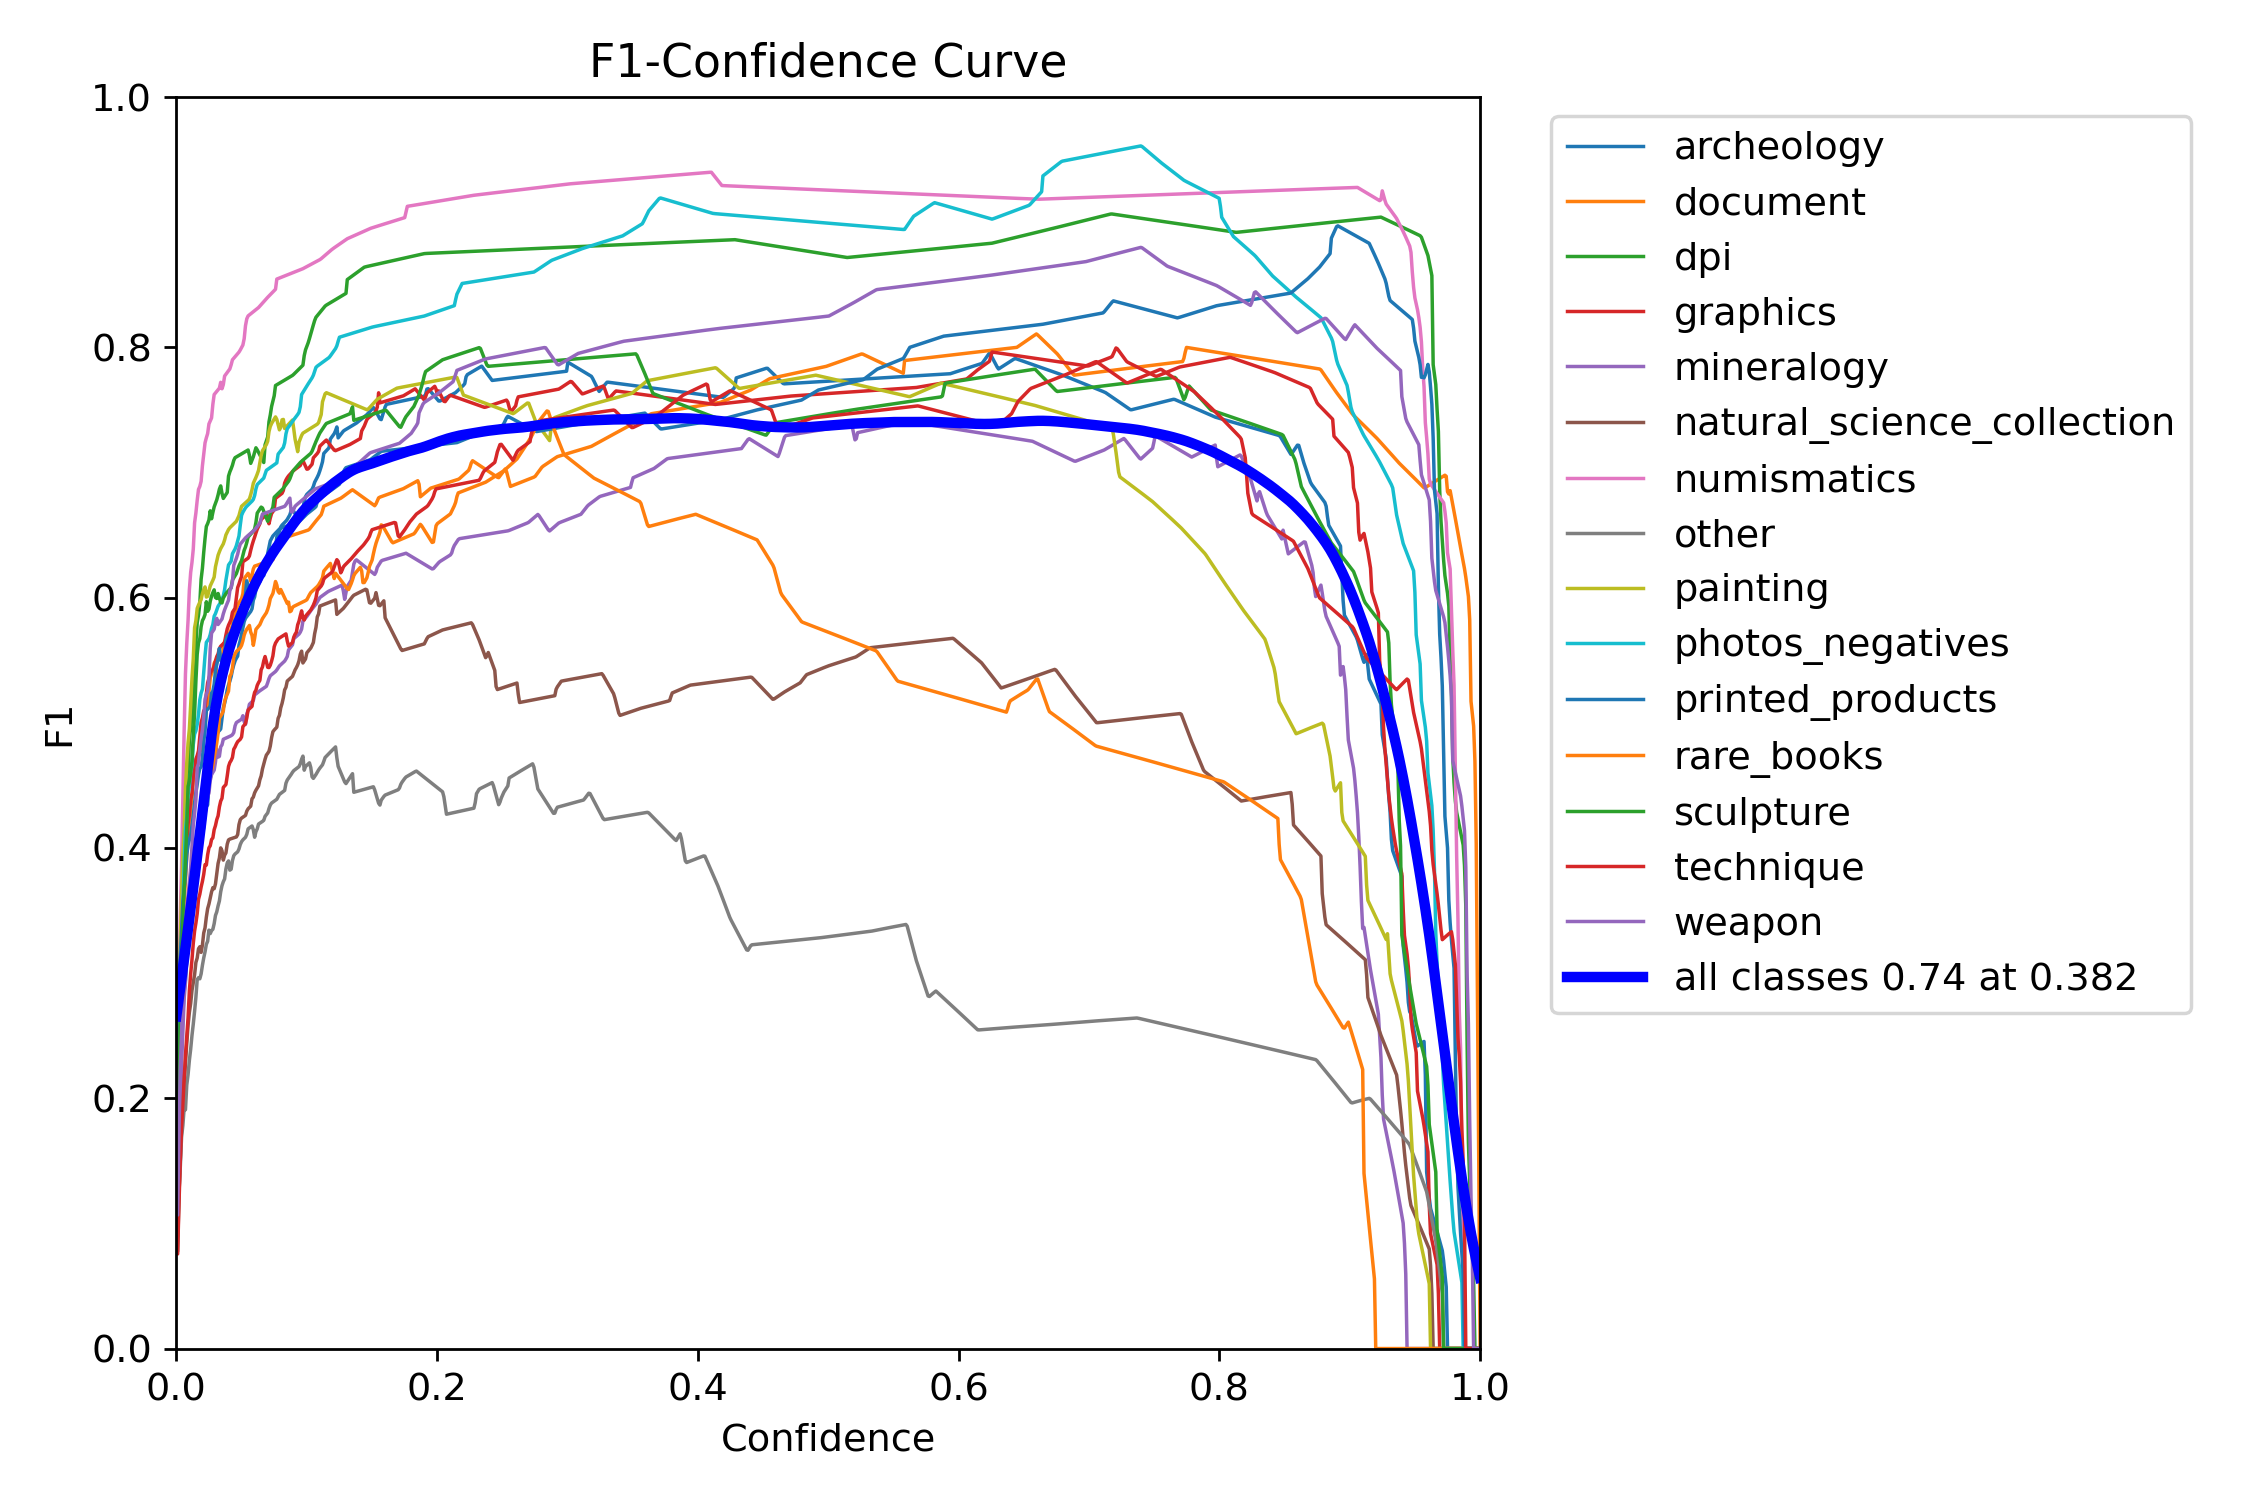 F1-Confidence Curve
1.0
0.8
0.6
0.4
0.2
0.0
F1
0.0 0.2 0.4 0.6 0.8 1.0
Confidence
archeology
document
dpi
graphics
mineralogy
natural_science_collection
numismatics
other
painting
photos_negatives
printed_products
rare_books
sculpture
technique
weapon
all classes 0.74 at 0.382